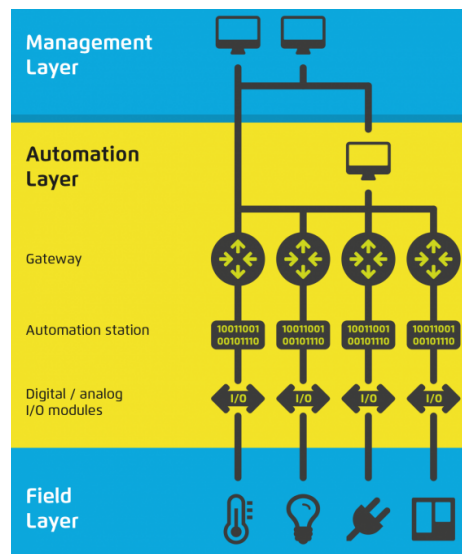 Management
Layer
Automation
Layer
Gateway
Automation station
10011001 10011001 10011001 10011001
00101110 00101110 00101110 00101110
Digital / analog
I/O modules
I/O I/O I/O I/O
Field
Layer